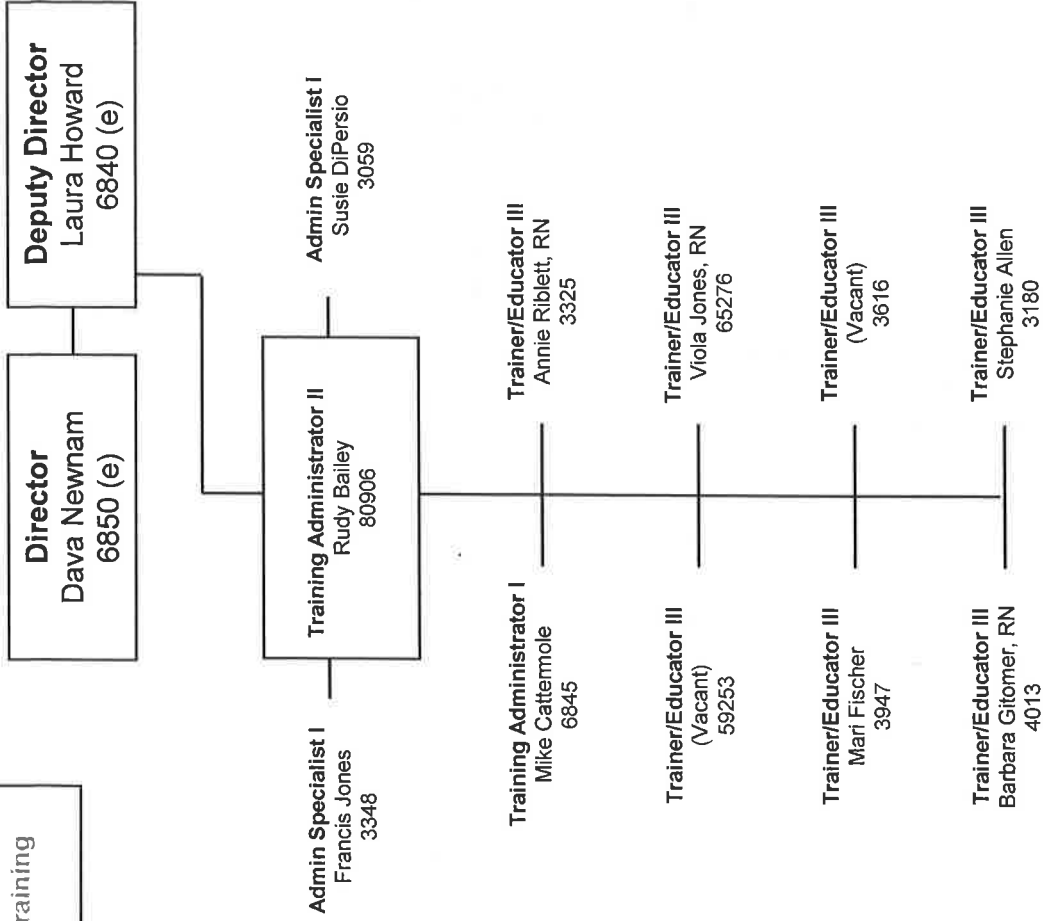 raining
Director
Dava Newnam
6850 (e)
Deputy Director
Laura Howard
6840 (e)
Admin Specialist I
Francis Jones
3348
Training Administrator II
Rudy Bailey
80906
Admin Specialist I
Susie DiPersio
3059
Training Administrator I
Mike Cattermole
6845
Trainer/Educator III
Annie Riblett, RN
3325
Trainer/Educator III
(Vacant)
59253
Trainer/Educator III
Viola Jones, RN
65276
Trainer/Educator III
Mari Fischer
3947
Trainer/Educator III
(Vacant)
3616
Trainer/Educator III
Barbara Gitomer, RN
4013
Trainer/Educator III
Stephanie Allen
3180